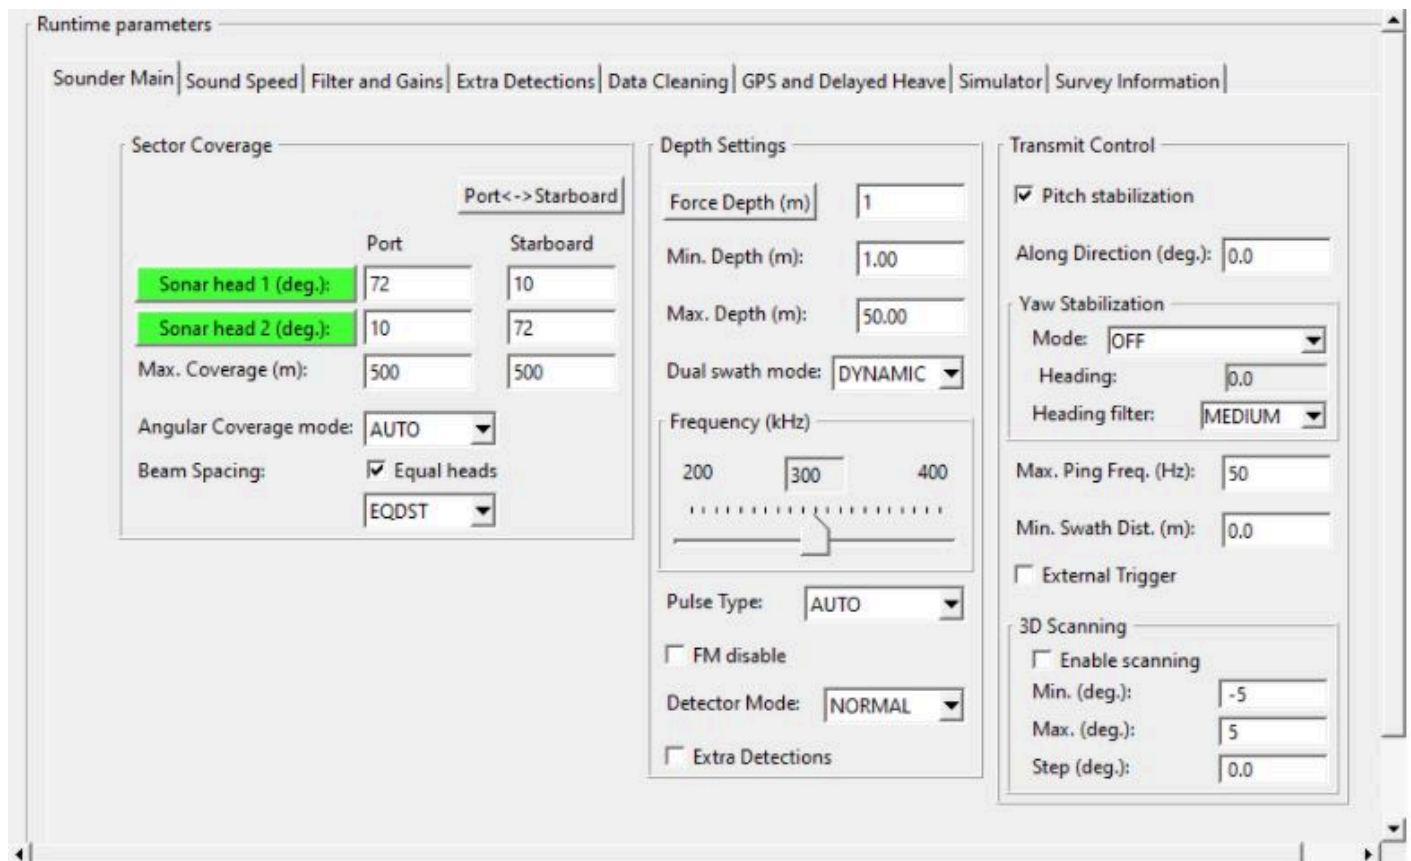 Runtime parameters
Sounder Main Sound Speed Filter and Gains Extra Detections Data Cleaning GPS and Delayed Heave Simulator Survey Information
Sector Coverage
Port<->Starboard
Port Starboard
Sonar head 1 (deg.): 72 10
Sonar head 2 (deg.): 10 72
Max. Coverage (m): 500 500
Angular Coverage mode: AUTO
Beam Spacing: Equal heads
EQDST
Depth Settings
Force Depth (m) 1
Min. Depth (m): 1.00
Max. Depth (m): 50.00
Dual swath mode: DYNAMIC
Frequency (kHz)
200 300 400
Pulse Type: AUTO
FM disable
Detector Mode: NORMAL
Extra Detections
Transmit Control
Pitch stabilization
Along Direction (deg.): 0.0
Yaw Stabilization
Mode: OFF
Heading: 0.0
Heading filter: MEDIUM
Max. Ping Freq. (Hz): 50
Min. Swath Dist. (m): 0.0
External Trigger
3D Scanning
Enable scanning
Min. (deg.): -5
Max. (deg.): 5
Step (deg.): 0.0